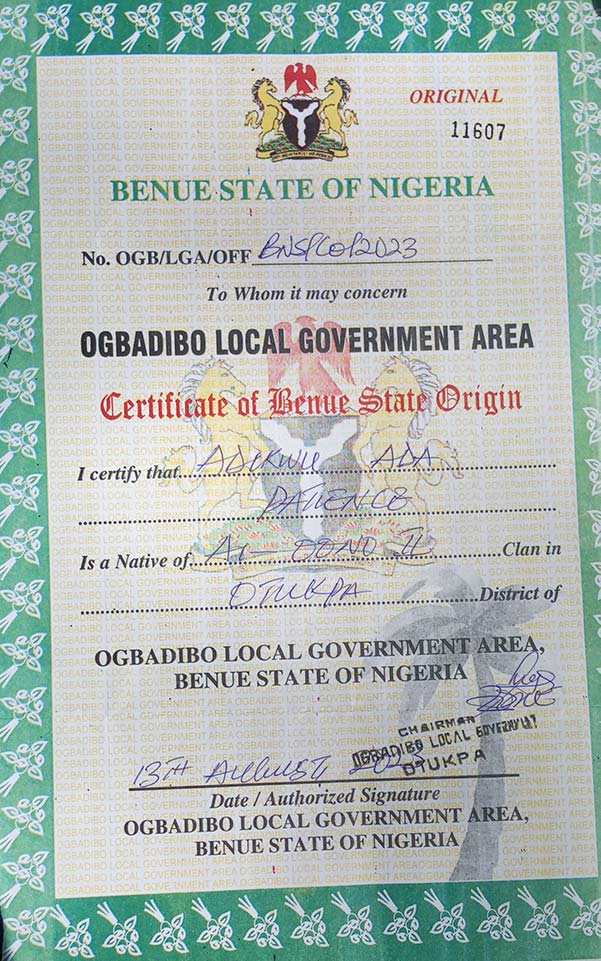 ORIGINAL
11607
BENUE STATE OF NIGERIA
No. OGB/LGA/OFF
To Whom it may concern
OGBADIBO LOCAL GOVERNMENT AREA
Certificate of Benue State Origin
I certify that ADIKWU ADA
PATIENCE
Is a Native of Ai OONO II Clan in
OTUKPA District of
OGBADIBO LOCAL GOVERNMENT AREA,
BENUE STATE OF NIGERIA
CHAIRMAN
OGBADIBO LOCAL GOVERNMENT
OTUKPA
13TH AUGUST,
Date / Authorized Signature
OGBADIBO LOCAL GOVERNMENT AREA,
BENUE STATE OF NIGERIA